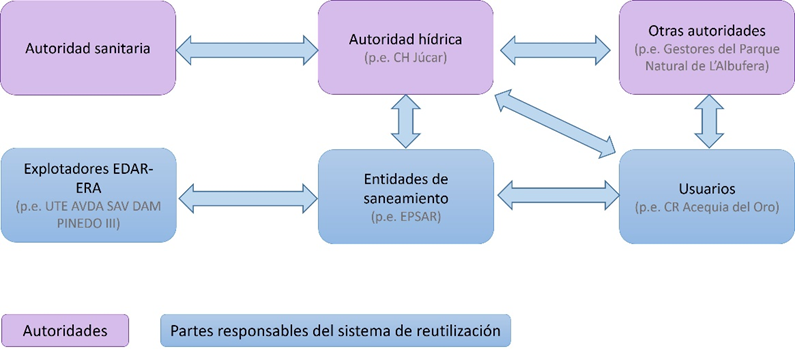 Autoridad sanitaria
Autoridad hídrica
(p.e. CH Júcar)
Otras autoridades
(p.e. Gestores del Parque
Natural de L'Albufera)
Explotadores EDAR-
ERA
(p.e. UTE AVDA SAV DAM
PINEDO III)
Entidades de
saneamiento
(p.e. EPSAR)
Usuarios
(p.e. CR Acequia del Oro)
Autoridades
Partes responsables del sistema de reutilización